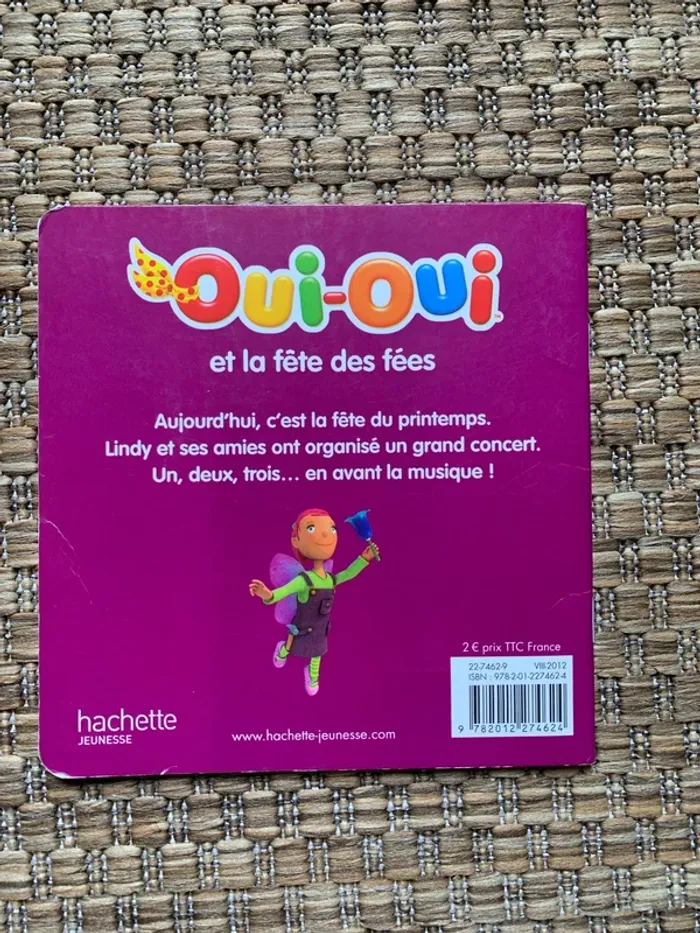 Oui-Oui
et la fête des fées
Aujourd'hui, c'est la fête du printemps.
Lindy et ses amies ont organisé un grand concert.
Un, deux, trois... en avant la musique !
2 € prix TTC France
22-7462-9 VIII-2012
ISBN : 978-2-01-227462-4
9 782012 274624
hachette
JEUNESSE
www.hachette-jeunesse.com